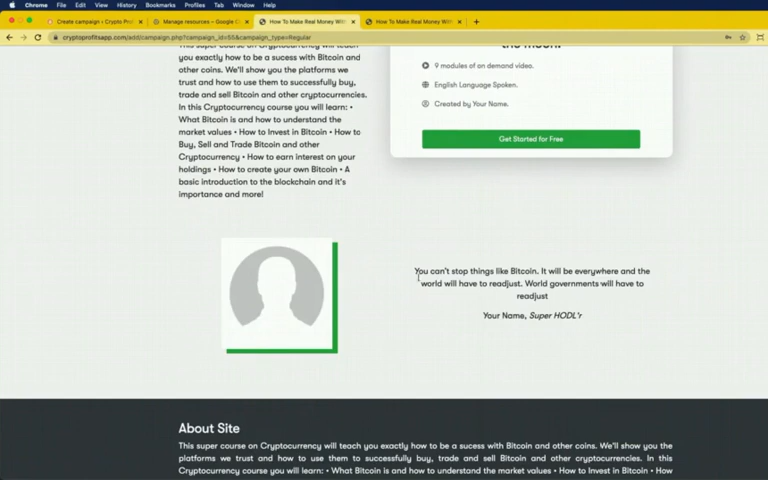 Chrome File Edit View History Bookmarks Profiles Tab Window Help
Create campaign ‹ Crypto Prof Manage resources – Google C How To Make Real Money With How To Make Real Money With
cryptoprofitsapp.com/add/campaign.php?campaign_id=55&campaign_type=Regular
This super course on Cryptocurrency will teach
you exactly how to be a sucess with Bitcoin and
other coins. We'll show you the platforms we
trust and how to use them to successfully buy,
trade and sell Bitcoin and other cryptocurrencies.
In this Cryptocurrency course you will learn: •
What Bitcoin is and how to understand the
market values • How to Invest in Bitcoin • How to
Buy, Sell and Trade Bitcoin and other
Cryptocurrency • How to earn interest on your
holdings • How to create your own Bitcoin • A
basic introduction to the blockchain and it's
importance and more!
the moon!
9 modules of on demand video.
English Language Spoken.
Created by Your Name.
Get Started for Free
You can't stop things like Bitcoin. It will be everywhere and the
world will have to readjust. World governments will have to
readjust
Your Name, Super HODL'r
About Site
This super course on Cryptocurrency will teach you exactly how to be a sucess with Bitcoin and other coins. We'll show you the
platforms we trust and how to use them to successfully buy, trade and sell Bitcoin and other cryptocurrencies. In this
Cryptocurrency course you will learn: • What Bitcoin is and how to understand the market values • How to Invest in Bitcoin • How